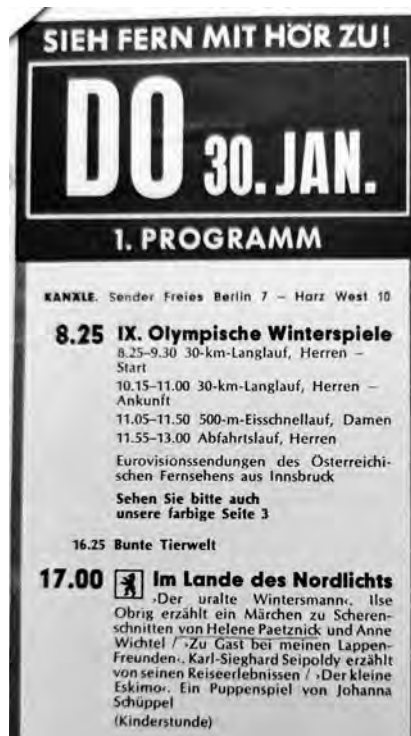 SIEH FERN MIT HÖR ZU!
DO 30. JAN.
1. PROGRAMM
KANÄLE. Sender Freies Berlin 7 – Harz West 10
8.25 IX. Olympische Winterspiele
8.25–9.30 30-km-Langlauf, Herren –
Start
10.15–11.00 30-km-Langlauf, Herren –
Ankunft
11.05–11.50 500-m-Eisschnellauf, Damen
11.55–13.00 Abfahrtslauf, Herren
Eurovisionssendungen des Österreichi-
schen Fernsehens aus Innsbruck
Sehen Sie bitte auch
unsere farbige Seite 3
16.25 Bunte Tierwelt
17.00 Im Lande des Nordlichts
›Der uralte Wintersmann‹. Ilse
Obrig erzählt ein Märchen zu Scheren-
schnitten von Helene Paetznick und Anne
Wichtel / ›Zu Gast bei meinen Lappen-
Freunden‹. Karl-Sieghard Seipoldy erzählt
von seinen Reiseerlebnissen / ›Der kleine
Eskimo‹. Ein Puppenspiel von Johanna
Schüppel
(Kinderstunde)